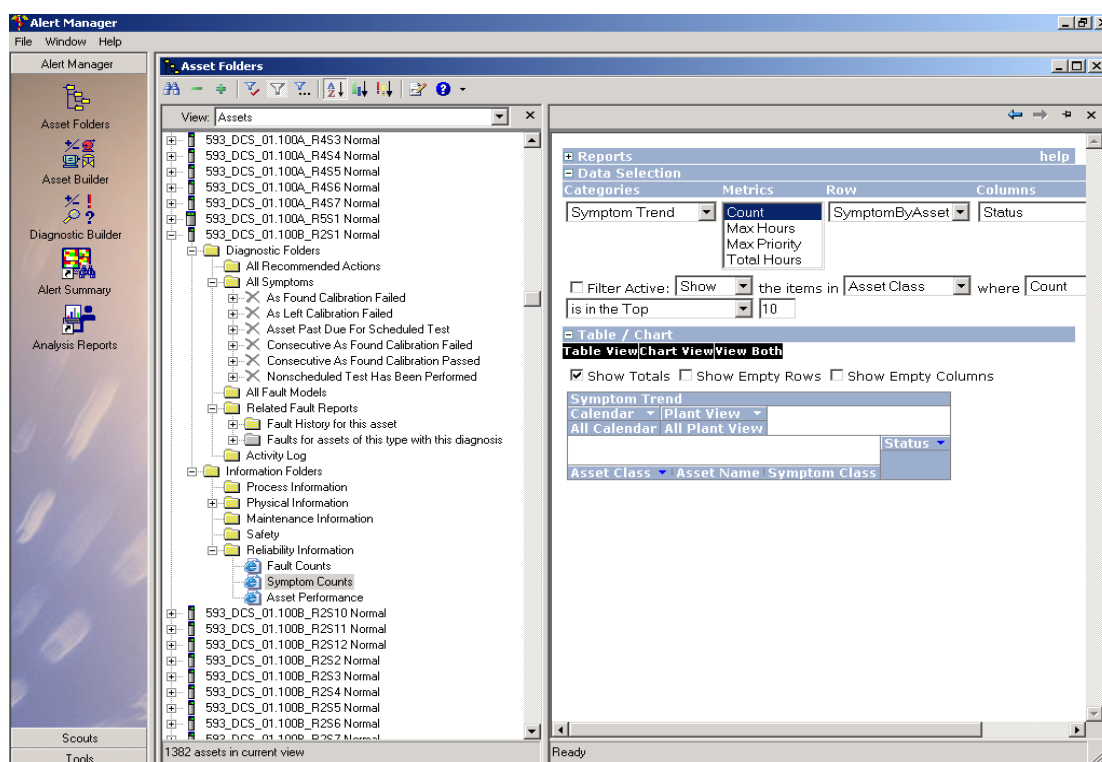 Alert Manager
File Window Help
Alert Manager
Asset Folders
Asset Builder
Diagnostic Builder
Alert Summary
Analysis Reports
Scouts
Tools
Asset Folders
View: Assets
593_DCS_01.100A_R4S3 Normal
593_DCS_01.100A_R4S4 Normal
593_DCS_01.100A_R4S5 Normal
593_DCS_01.100A_R4S6 Normal
593_DCS_01.100A_R4S7 Normal
593_DCS_01.100A_R5S1 Normal
593_DCS_01.100B_R2S1 Normal
Diagnostic Folders
All Recommended Actions
All Symptoms
As Found Calibration Failed
As Left Calibration Failed
Asset Past Due For Scheduled Test
Consecutive As Found Calibration Failed
Consecutive As Found Calibration Passed
Nonscheduled Test Has Been Performed
All Fault Models
Related Fault Reports
Fault History for this asset
Faults for assets of this type with this diagnosis
Activity Log
Information Folders
Process Information
Physical Information
Maintenance Information
Safety
Reliability Information
Fault Counts
Symptom Counts
Asset Performance
593_DCS_01.100B_R2S10 Normal
593_DCS_01.100B_R2S11 Normal
593_DCS_01.100B_R2S12 Normal
593_DCS_01.100B_R2S2 Normal
593_DCS_01.100B_R2S3 Normal
593_DCS_01.100B_R2S4 Normal
593_DCS_01.100B_R2S5 Normal
593_DCS_01.100B_R2S6 Normal
593_DCS_01.100B_R2S7 Normal
1382 assets in current view
Reports help
Data Selection
Categories Metrics Row Columns
Symptom Trend Count SymptomByAsset Status
Max Hours
Max Priority
Total Hours
Filter Active: Show the items in Asset Class where Count
is in the Top 10
Table / Chart
Table View Chart View View Both
Show Totals Show Empty Rows Show Empty Columns
Symptom Trend
Calendar Plant View
All Calendar All Plant View
Status
Asset Class Asset Name Symptom Class
Ready